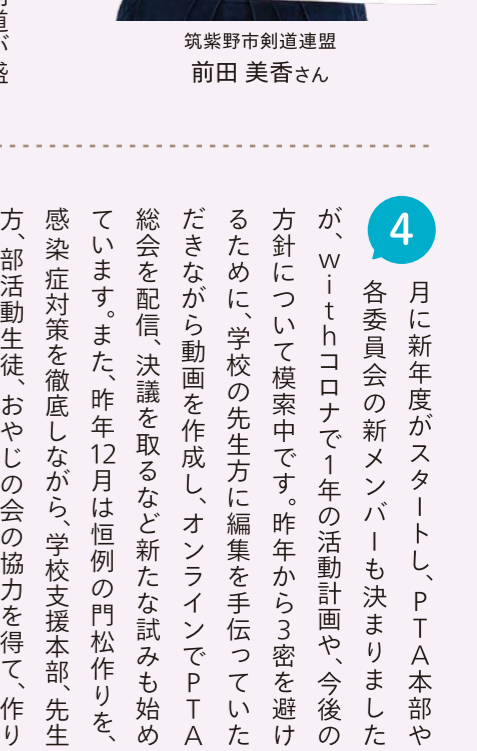 道が盛
筑紫野市剣道連盟
前田 美香さん
4
月に新年度がスタートし、PTA本部や
各委員会の新メンバーも決まりました
が、withコロナで1年の活動計画や、今後の
方針について模索中です。昨年から3密を避け
るために、学校の先生方に編集を手伝っていた
だきながら動画を作成し、オンラインでPTA
総会を配信、決議を取るなど新たな試みも始め
ています。また、昨年12月は恒例の門松作りを、
感染症対策を徹底しながら、学校支援本部、先生
方、部活動生徒、おやじの会の協力を得て、作り